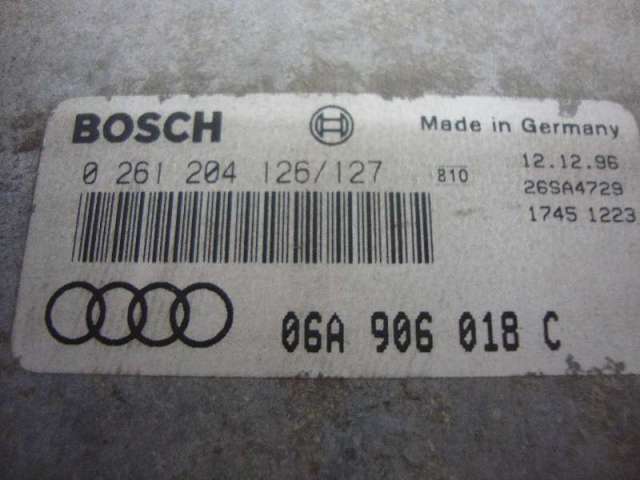 BOSCH
Made in Germany
0 261 204 126/127
810
12.12.96
26SA4729
1745 1223
06A 906 018 C